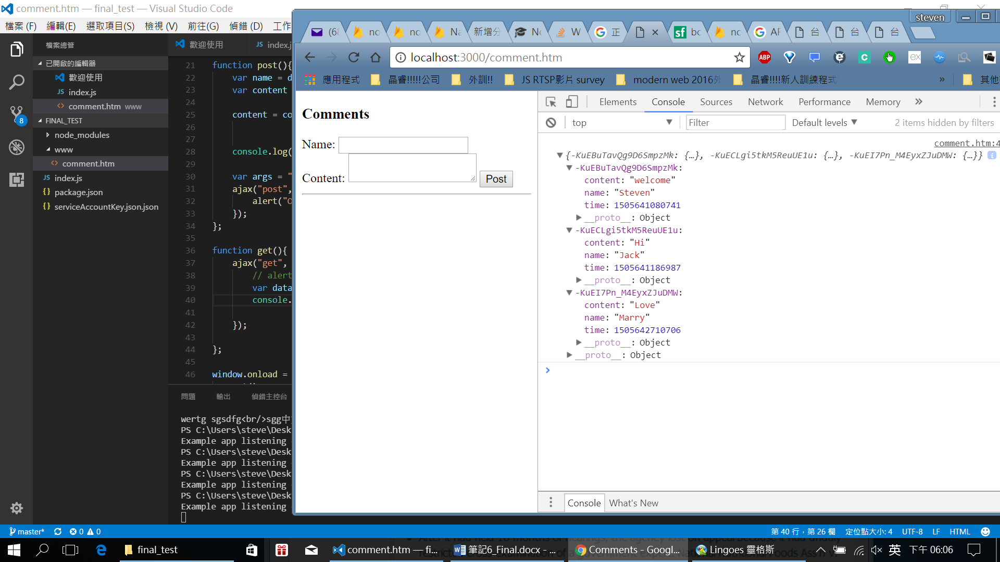 comment.htm — final_test — Visual Studio Code
檔案 (F) 編輯(E) 選取項目(S) 檢視 (V) 前往(G) 偵錯 (D) 工作
檔案總管
已開啟的編輯器
歡迎使用
JS index.js
<> comment.htm www
8
FINAL_TEST
node_modules
www
<> comment.htm
JS index.js
{} package.json
{} serviceAccountKey.json.json
歡迎使用 JS index.j
21 function post(){
22 var name = d
23 var content
24
25 content = co
26
27
28 console.log(
29
30 var args = "
31 ajax("post",
32 alert("O
33 });
34 };
35
36 function get(){
37 ajax("get",
38 // alert
39 var data
40 console.
41
42 });
43
44 };
45
46 window.onload =
問題 輸出 偵錯主控台
wertg sgsdfg<br/>sgg中
PS C:\Users\steve\Desk
Example app listening
PS C:\Users\steve\Desk
Example app listening
PS C:\Users\steve\Desk
Example app listening
PS C:\Users\steve\Desk
Example app listening
steven
(68 no no Na 新增分 No W 正 sf bc no AF 台 台 台
localhost:3000/comment.htm
ABP ex
應用程式 晶睿!!!!!公司 外訓!! JS RTSP影片 survey modern web 2016外 晶睿!!!!新人訓練程式 » 其他
Comments
Name:
Content: Post
Elements Console Sources Network Performance Memory »
top ▼ Filter Default levels ▼ 2 items hidden by filters
comment.htm:4
▼{-KuEBuTavQg9D6SmpzMk: {…}, -KuECLgi5tkM5ReuUE1u: {…}, -KuEI7Pn_M4EyxZJuDMW: {…}} i
▼-KuEBuTavQg9D6SmpzMk:
content: "welcome"
name: "Steven"
time: 1505641080741
▶__proto__: Object
▼-KuECLgi5tkM5ReuUE1u:
content: "Hi"
name: "Jack"
time: 1505641186987
▶__proto__: Object
▼-KuEI7Pn_M4EyxZJuDMW:
content: "Love"
name: "Marry"
time: 1505642710706
▶__proto__: Object
▶__proto__: Object
>
Console What's New
master* 0 0 第 40 行，第 26 欄 定位點大小: 4 UTF-8 LF HTML
final_test comment.htm — fi... 筆記6_Final.docx - ... Comments - Googl... Lingoes 靈格斯 英 下午 06:06